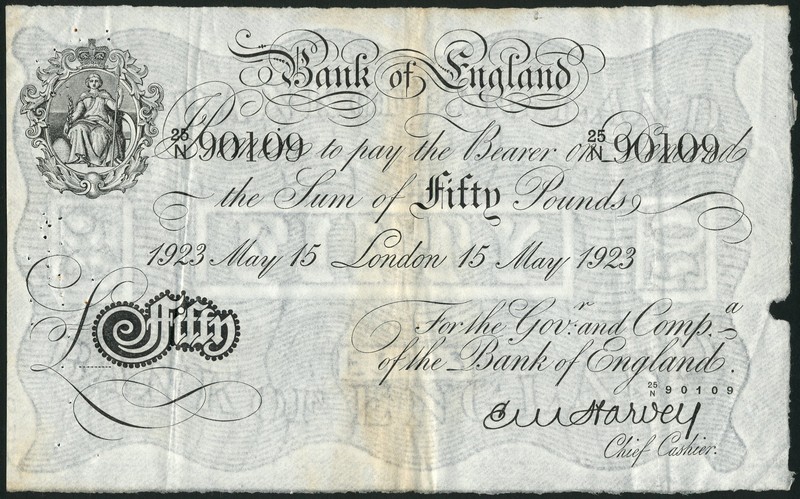 Bank of England
25/N 90109 25/N 90109
Promise to pay the Bearer on Demand
the Sum of Fifty Pounds
1923 May 15 London 15 May 1923
£ Fifty
For the Gov.r and Comp.a
of the Bank of England.
25/N 90109
E M Harvey
Chief Cashier.